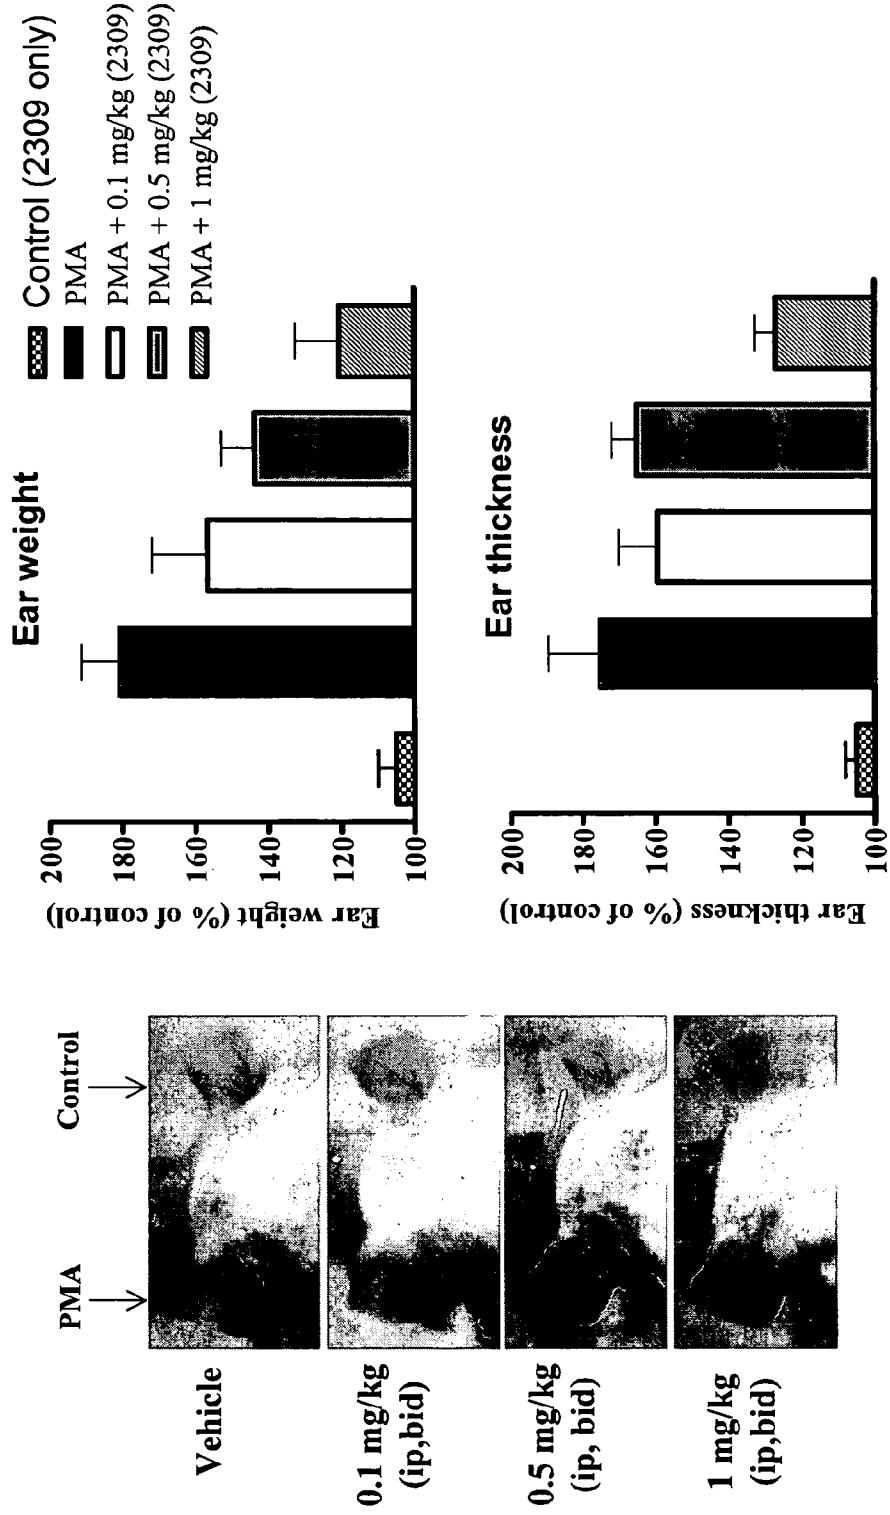 PMA
Control
Vehicle
0.1 mg/kg
(ip,bid)
0.5 mg/kg
(ip, bid)
1 mg/kg
(ip,bid)
Ear weight
Control (2309 only)
PMA
PMA + 0.1 mg/kg (2309)
PMA + 0.5 mg/kg (2309)
PMA + 1 mg/kg (2309)
Ear weight (% of control)
200
180
160
140
120
100
Ear thickness
Ear thickness (% of control)
200
180
160
140
120
100